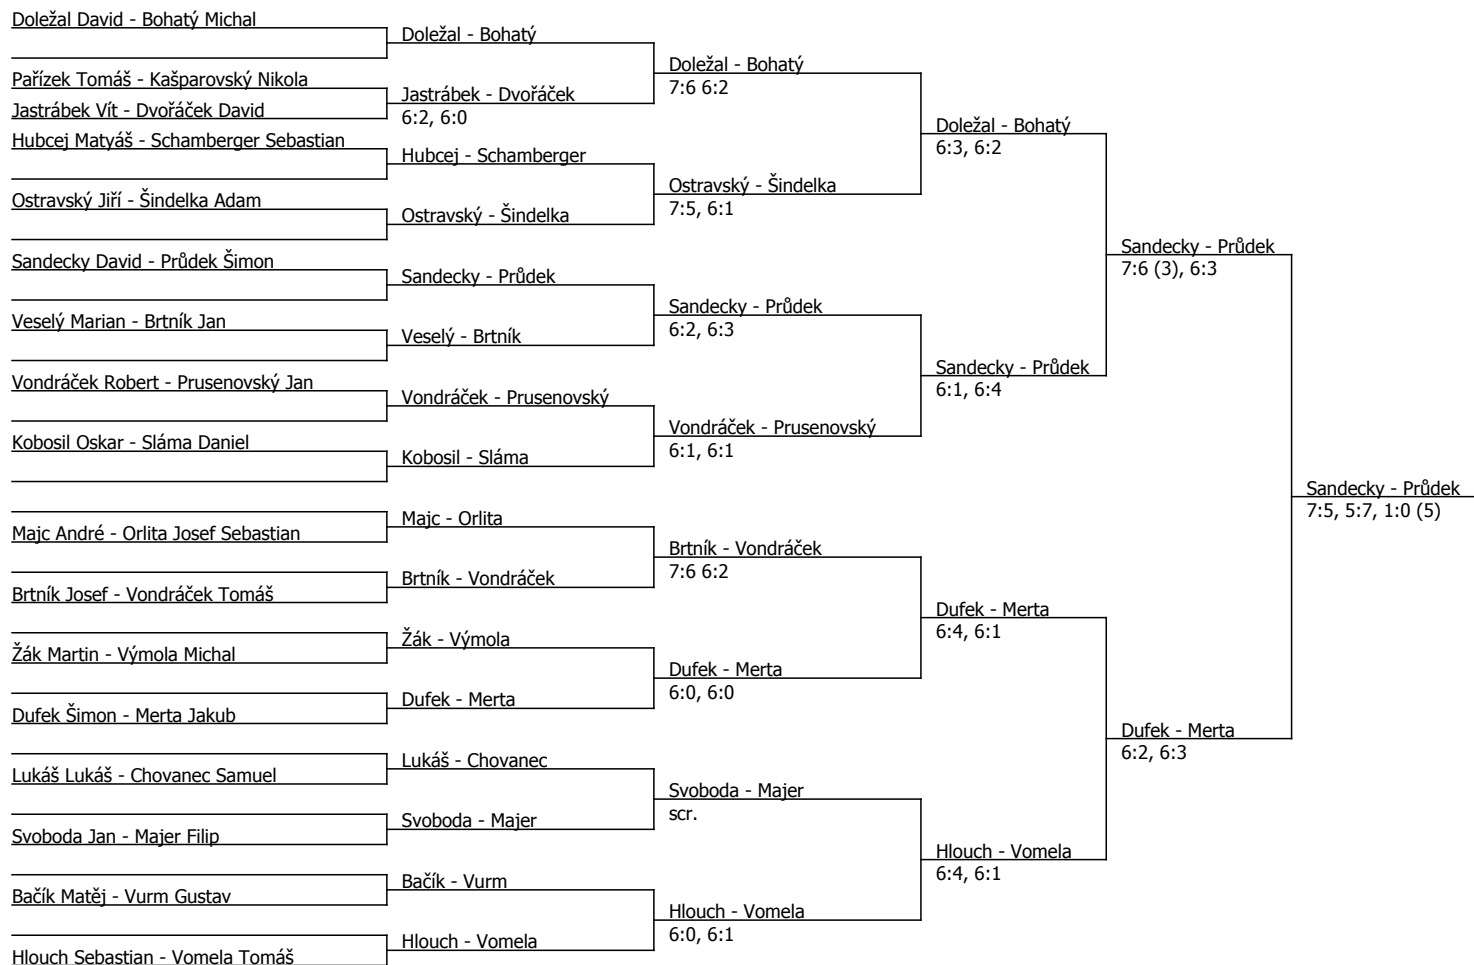 Doležal David - Bohatý Michal
Pařízek Tomáš - Kašparovský Nikola
Jastrábek Vít - Dvořáček David
Hubcej Matyáš - Schamberger Sebastian
Ostravský Jiří - Šindelka Adam
Sandecky David - Průdek Šimon
Veselý Marian - Brtník Jan
Vondráček Robert - Prusenovský Jan
Kobosil Oskar - Sláma Daniel
Majc André - Orlita Josef Sebastian
Brtník Josef - Vondráček Tomáš
Žák Martin - Výmola Michal
Dufek Šimon - Merta Jakub
Lukáš Lukáš - Chovanec Samuel
Svoboda Jan - Majer Filip
Bačík Matěj - Vurm Gustav
Hlouch Sebastian - Vomela Tomáš
Doležal - Bohatý
Jastrábek - Dvořáček
6:2, 6:0
Hubcej - Schamberger
Ostravský - Šindelka
Sandecky - Průdek
Veselý - Brtník
Vondráček - Prusenovský
Kobosil - Sláma
Majc - Orlita
Brtník - Vondráček
Žák - Výmola
Dufek - Merta
Lukáš - Chovanec
Svoboda - Majer
Bačík - Vurm
Hlouch - Vomela
Doležal - Bohatý
7:6 6:2
Ostravský - Šindelka
7:5, 6:1
Sandecky - Průdek
6:2, 6:3
Vondráček - Prusenovský
6:1, 6:1
Brtník - Vondráček
7:6 6:2
Dufek - Merta
6:0, 6:0
Svoboda - Majer
scr.
Hlouch - Vomela
6:0, 6:1
Doležal - Bohatý
6:3, 6:2
Sandecky - Průdek
6:1, 6:4
Dufek - Merta
6:4, 6:1
Hlouch - Vomela
6:4, 6:1
Sandecky - Průdek
7:6 (3), 6:3
Dufek - Merta
6:2, 6:3
Sandecky - Průdek
7:5, 5:7, 1:0 (5)